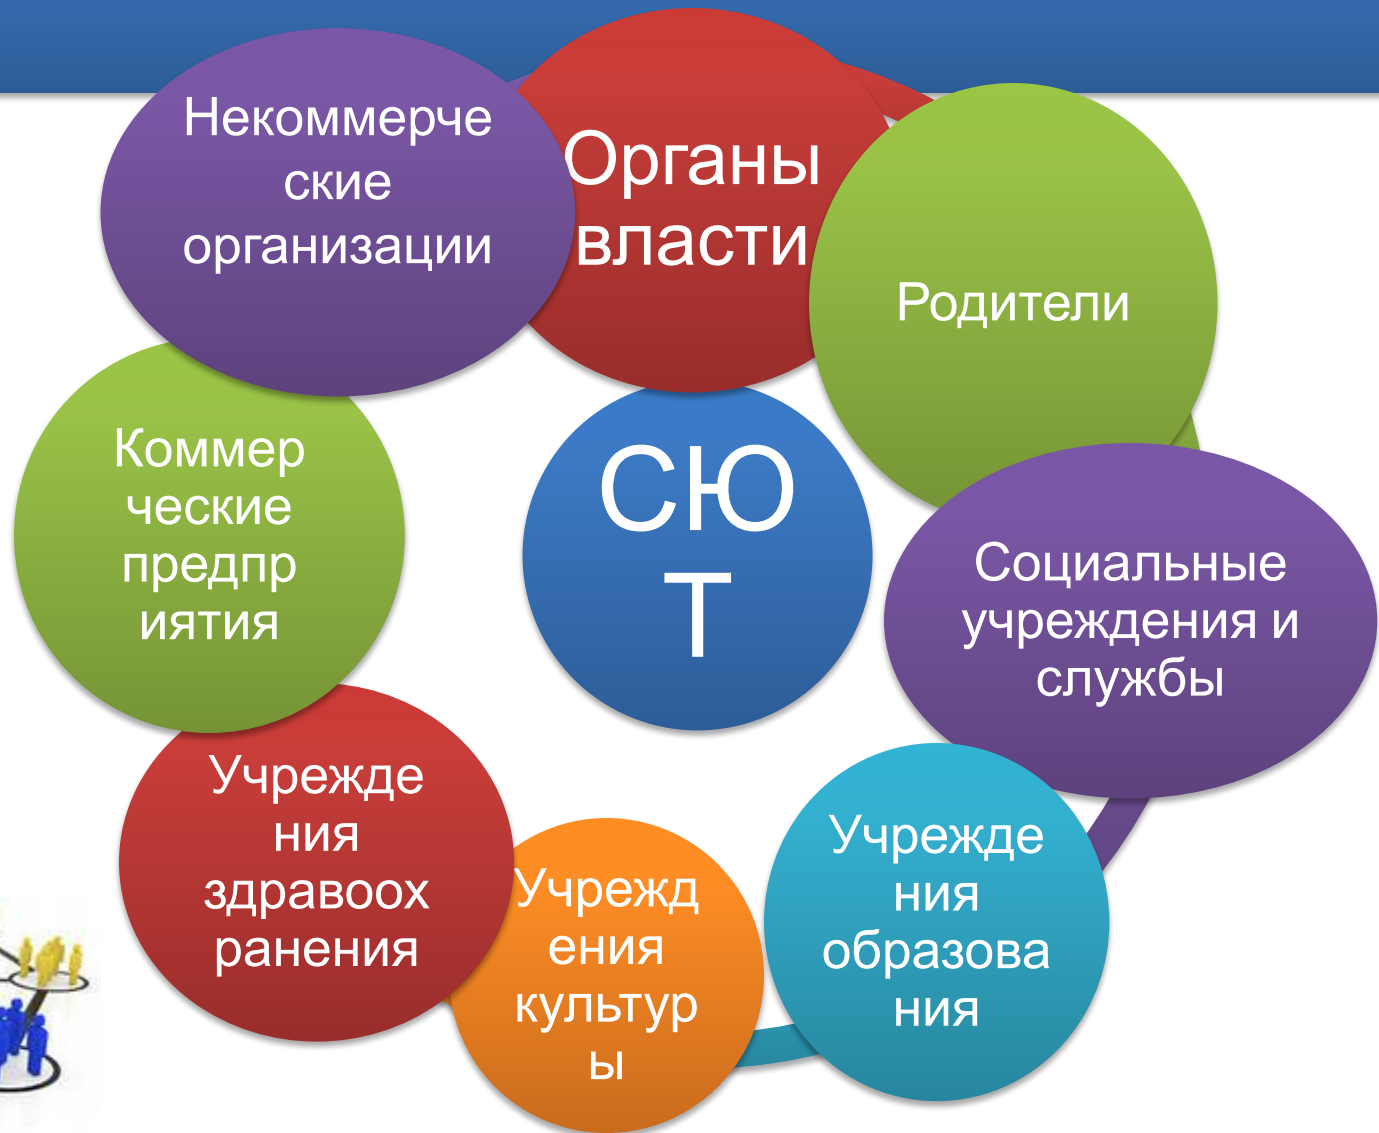 Некоммерче
ские
организации
Органы
власти
Родители
Социальные
учреждения и
службы
Учрежде
ния
образова
ния
Учрежд
ения
культур
ы
Учрежде
ния
здравоох
ранения
Коммер
ческие
предпр
иятия
СЮ
Т